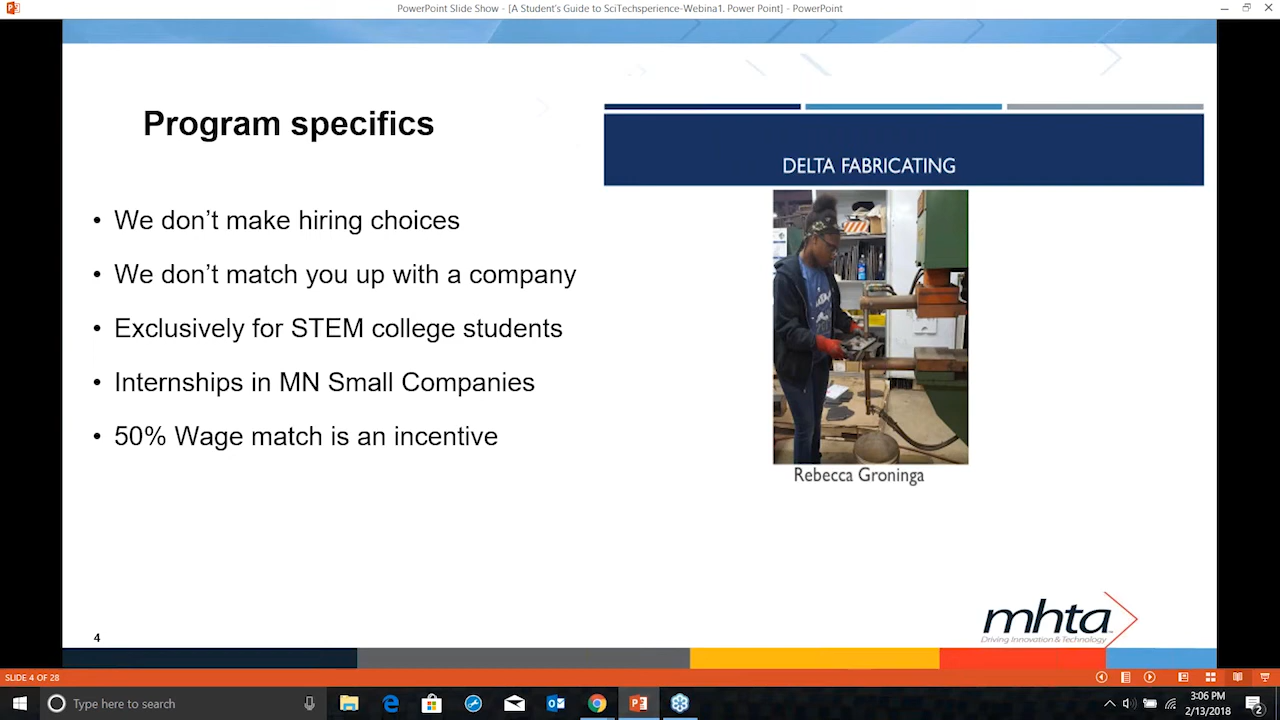 PowerPoint Slide Show - [A Student's Guide to SciTechsperience-Webina1. Power Point] - PowerPoint
Program specifics
• We don't make hiring choices
• We don't match you up with a company
• Exclusively for STEM college students
• Internships in MN Small Companies
• 50% Wage match is an incentive
DELTA FABRICATING
Rebecca Groninga
mhta
Driving Innovation & Technology
4
SLIDE 4 OF 28
Type here to search
3:06 PM
2/13/2018
2